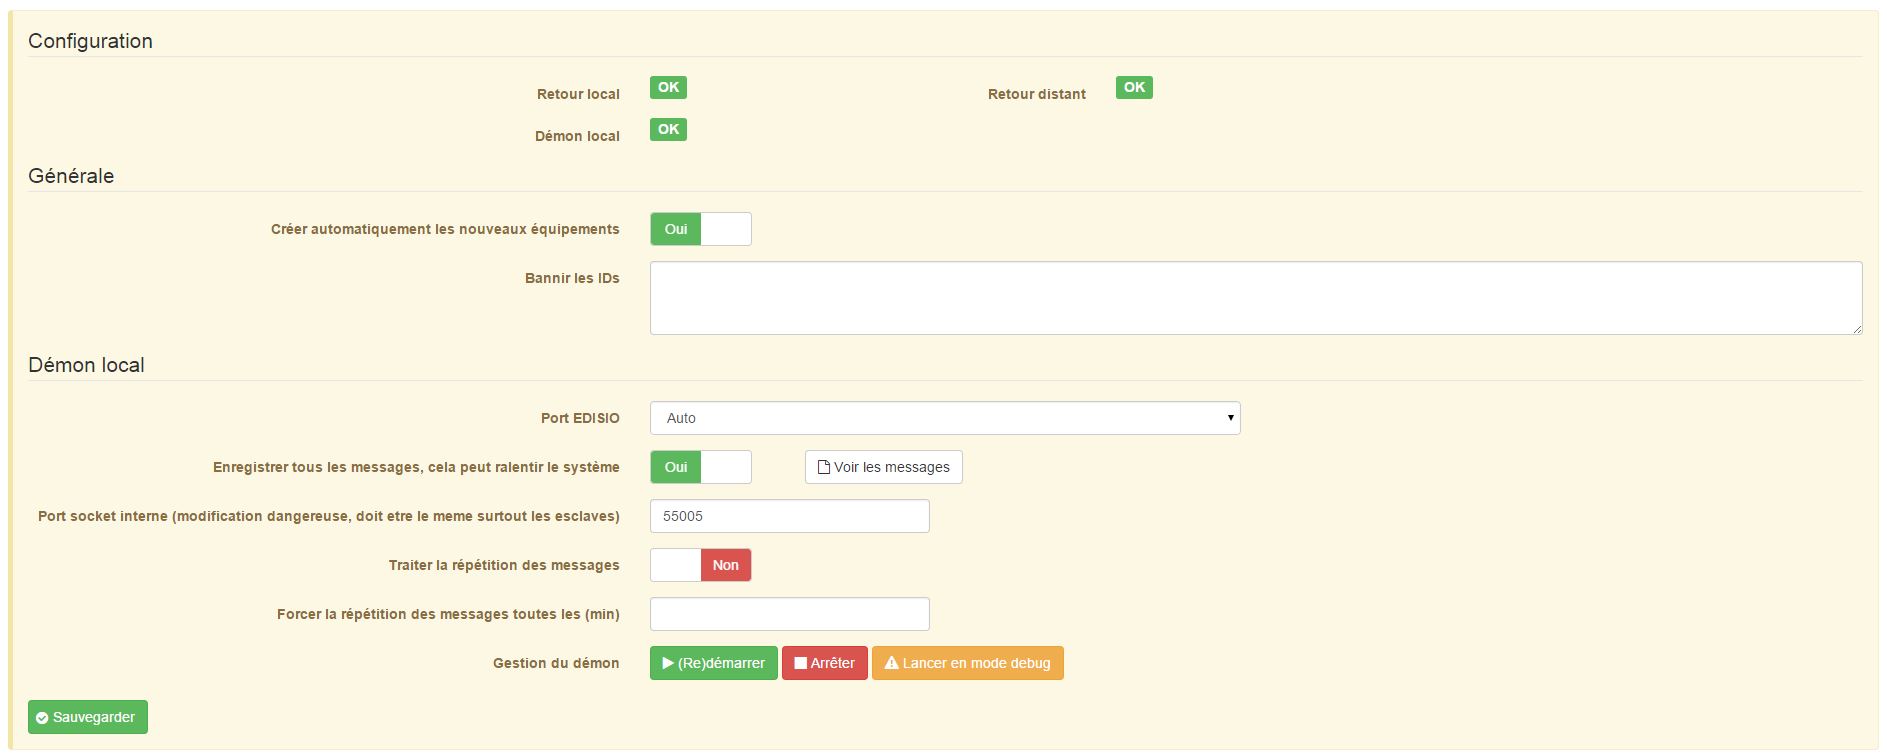 Configuration
Retour local OK Retour distant OK
Démon local OK
Générale
Créer automatiquement les nouveaux équipements Oui
Bannir les IDs
Démon local
Port EDISIO Auto
Enregistrer tous les messages, cela peut ralentir le système Oui Voir les messages
Port socket interne (modification dangereuse, doit etre le meme surtout les esclaves) 55005
Traiter la répétition des messages Non
Forcer la répétition des messages toutes les (min)
Gestion du démon (Re)démarrer Arrêter Lancer en mode debug
Sauvegarder